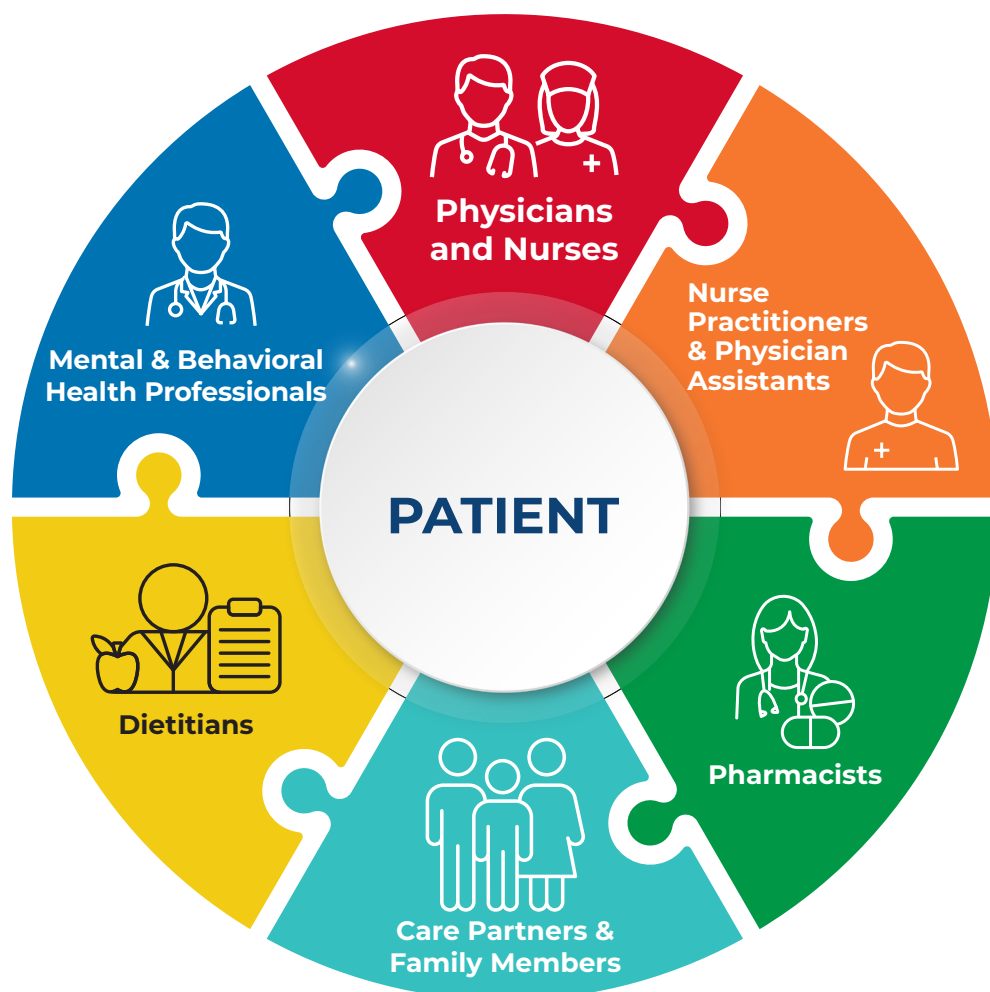 Physicians
and Nurses
Nurse
Practitioners
& Physician
Assistants
Mental & Behavioral
Health Professionals
PATIENT
Dietitians
Pharmacists
Care Partners &
Family Members